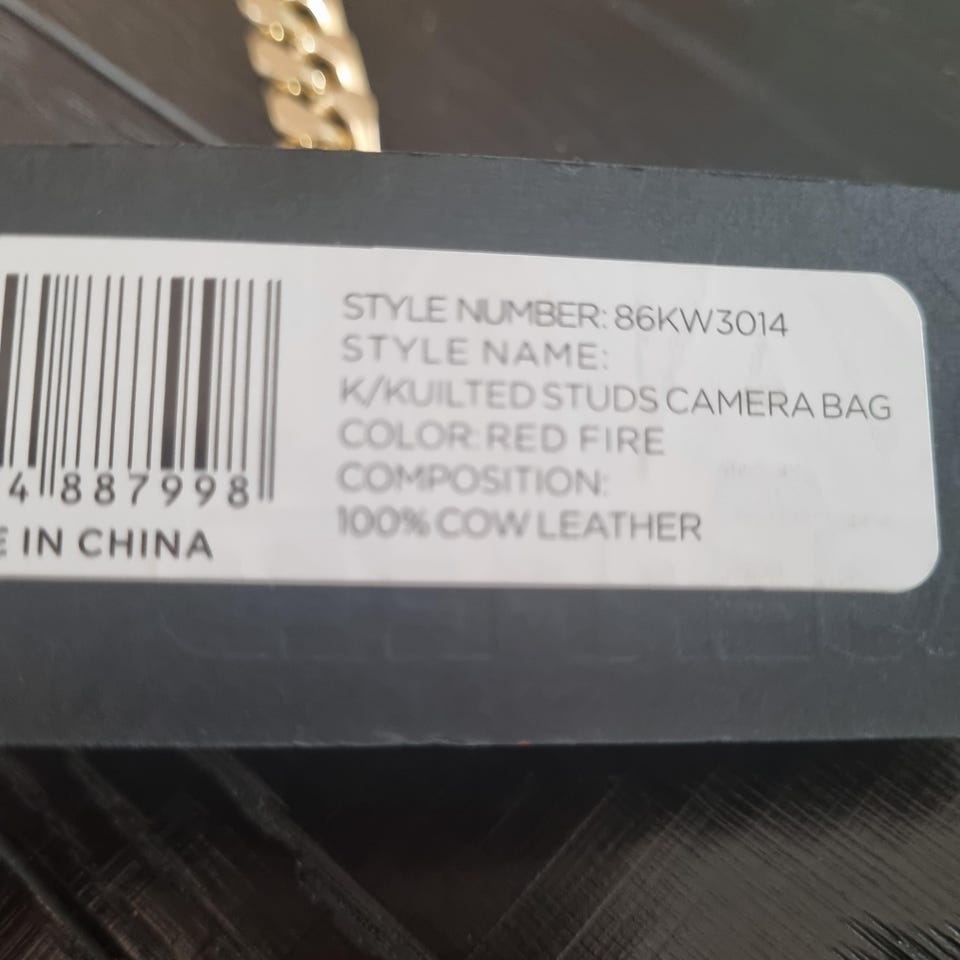 STYLE NUMBER: 86KW3014
STYLE NAME:
K/KUILTED STUDS CAMERA BAG
COLOR: RED FIRE
COMPOSITION:
100% COW LEATHER
4 887998
E IN CHINA